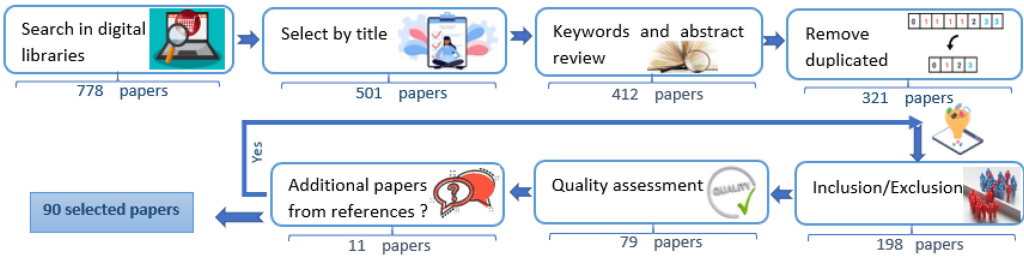 Search in digital
libraries
778 papers
Select by title
501 papers
Keywords and abstract
review
412 papers
Remove
duplicated
0 1 1 1 1 2 3 3
0 1 2 3
321 papers
Yes
Inclusion/Exclusion
198 papers
Quality assessment
QUALITY
79 papers
Additional papers
from references ?
11 papers
90 selected papers